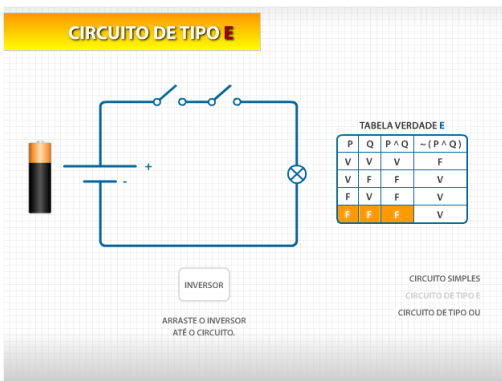 CIRCUITO DE TIPO E
+
-
TABELA VERDADE E
P Q P ^ Q ~ ( P ^ Q )
V V V F
V F F V
F V F V
F F F V
INVERSOR
ARRASTE O INVERSOR
ATÉ O CIRCUITO.
CIRCUITO SIMPLES
CIRCUITO DE TIPO E
CIRCUITO DE TIPO OU